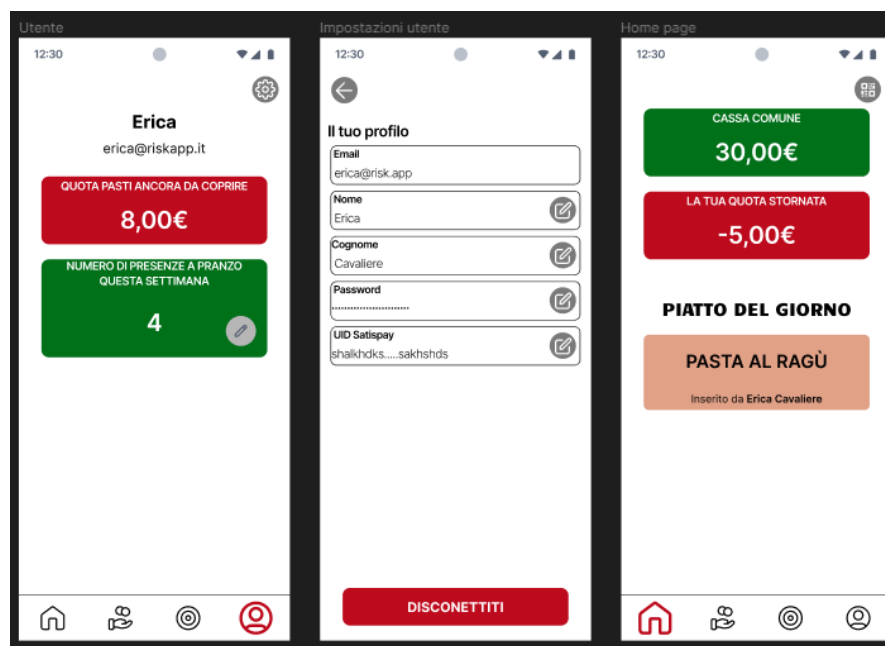 Utente
12:30
Erica
erica@riskapp.it
QUOTA PASTI ANCORA DA COPRIRE
8,00€
NUMERO DI PRESENZE A PRANZO
QUESTA SETTIMANA
4
Impostazioni utente
12:30
Il tuo profilo
Email
erica@risk.app
Nome
Erica
Cognome
Cavaliere
Password
UID Satispay
shalkhdks.....sakhshds
DISCONETTITI
Home page
12:30
CASSA COMUNE
30,00€
LA TUA QUOTA STORNATA
-5,00€
PIATTO DEL GIORNO
PASTA AL RAGÙ
Inserito da Erica Cavaliere